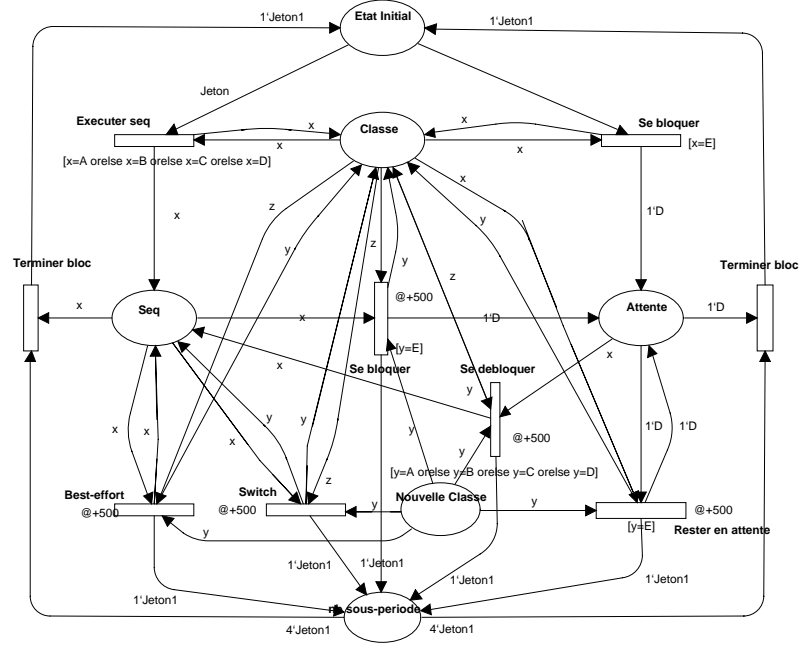 Etat Initial
1'Jeton1
1'Jeton1
Jeton
Executer seq
Classe
Se bloquer
x
x
x
x
[x=E]
[x=A orelse x=B orelse x=C orelse x=D]
x
z
y
z
y
z
x
y
1'D
Terminer bloc
Terminer bloc
@+500
x
Seq
x
1'D
Attente
1'D
[y=E]
Se bloquer
Se debloquer
x
x
y
x
x
x
y
y
y
y
1'D
1'D
@+500
[y=A orelse y=B orelse y=C orelse y=D]
Best-effort
@+500
Switch
@+500
z
y
Nouvelle Classe
y
@+500
[y=E]
Rester en attente
y
1'Jeton1
1'Jeton1
1'Jeton1
1'Jeton1
1'Jeton1
sous-periode
4'Jeton1
4'Jeton1